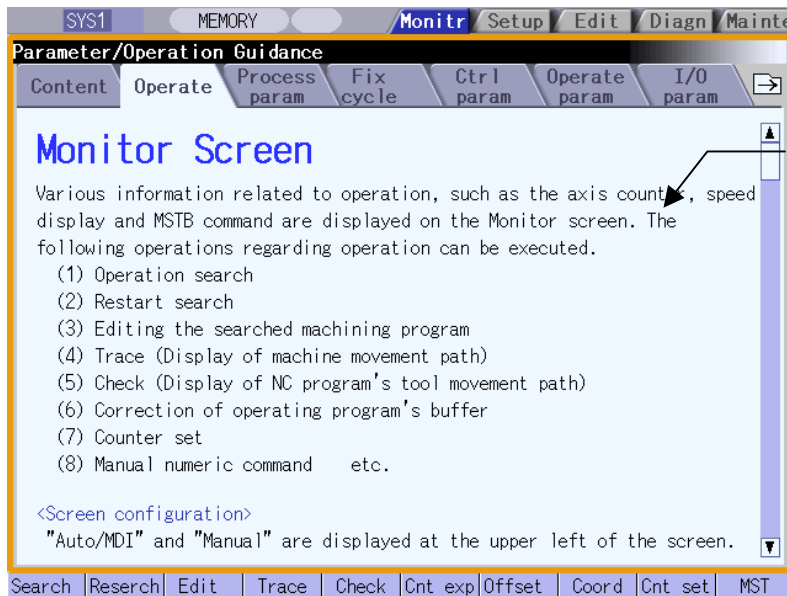 SYS1 MEMORY Monitr Setup Edit Diagn Mainte
Parameter/Operation Guidance
Content Operate Process param Fix cycle Ctrl param Operate param I/O param
Monitor Screen
Various information related to operation, such as the axis counter, speed
display and MSTB command are displayed on the Monitor screen. The
following operations regarding operation can be executed.
(1) Operation search
(2) Restart search
(3) Editing the searched machining program
(4) Trace (Display of machine movement path)
(5) Check (Display of NC program's tool movement path)
(6) Correction of operating program's buffer
(7) Counter set
(8) Manual numeric command etc.
<Screen configuration>
"Auto/MDI" and "Manual" are displayed at the upper left of the screen.
Search Reserch Edit Trace Check Cnt exp Offset Coord Cnt set MST